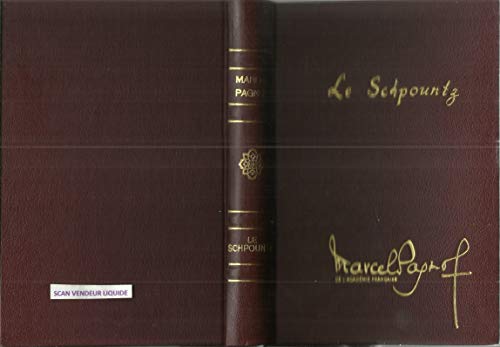 MARCEL
PAGNOL
LE
SCHPOUNTZ
Le Schpountz
Marcel Pagnol
DE L'ACADÉMIE FRANÇAISE
SCAN VENDEUR LIQUIDE